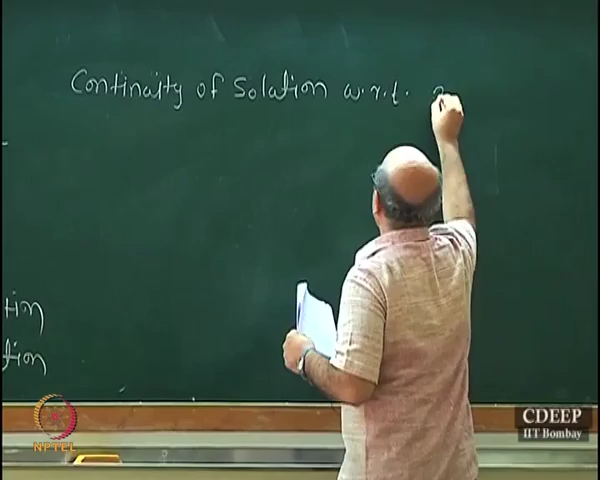 Continuity of Solution w.r.t.
tion
tion
NPTEL
CDEEP
IIT Bombay